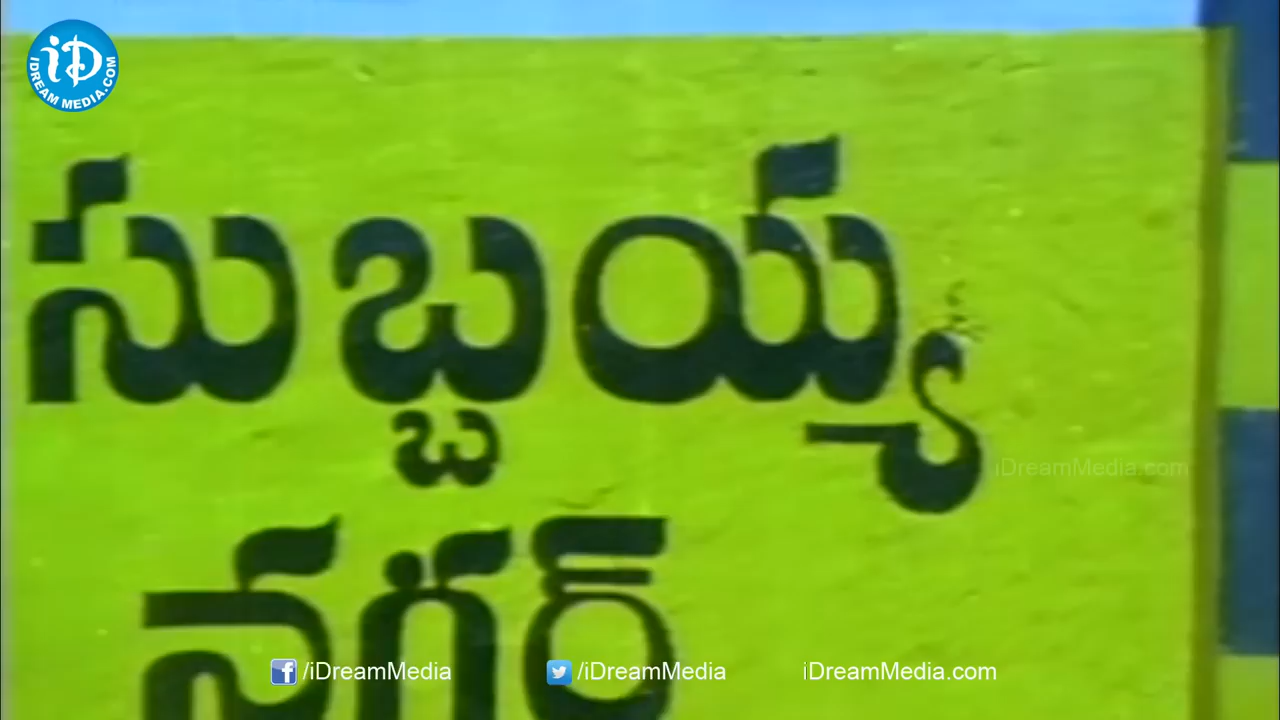 iD
IDREAM MEDIA.COM
సుబ్బయ్య
iDreamMedia.com
నగర్
/iDreamMedia /iDreamMedia iDreamMedia.com